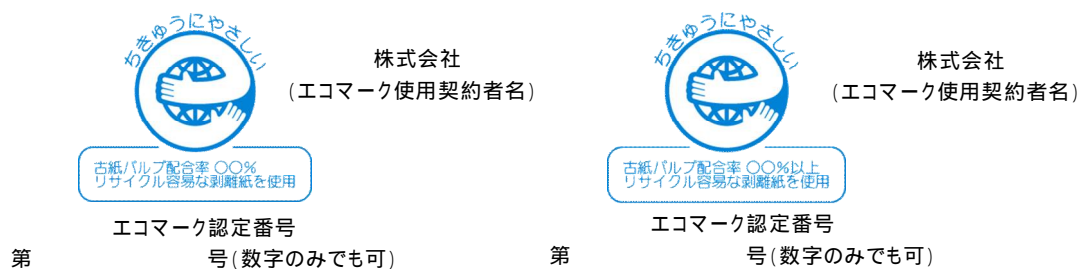 ちきゅうにやさしい
株式会社
(エコマーク使用契約者名)
古紙パルプ配合率 〇〇%
リサイクル容易な剥離紙を使用
エコマーク認定番号
第 号(数字のみでも可)
ちきゅうにやさしい
株式会社
(エコマーク使用契約者名)
古紙パルプ配合率 〇〇%以上
リサイクル容易な剥離紙を使用
エコマーク認定番号
第 号(数字のみでも可)